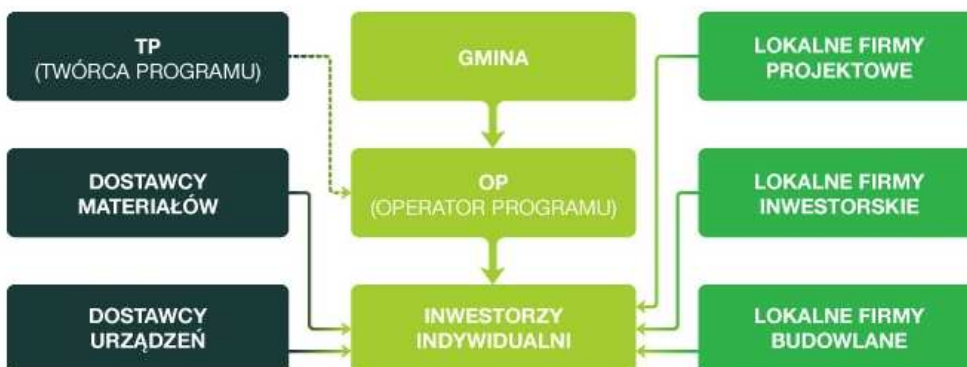 TP
(TWÓRCA PROGRAMU)
GMINA
LOKALNE FIRMY
PROJEKTOWE
DOSTAWCY
MATERIAŁÓW
OP
(OPERATOR PROGRAMU)
LOKALNE FIRMY
INWESTORSKIE
DOSTAWCY
URZĄDZEŃ
INWESTORZY
INDYWIDUALNI
LOKALNE FIRMY
BUDOWLANE